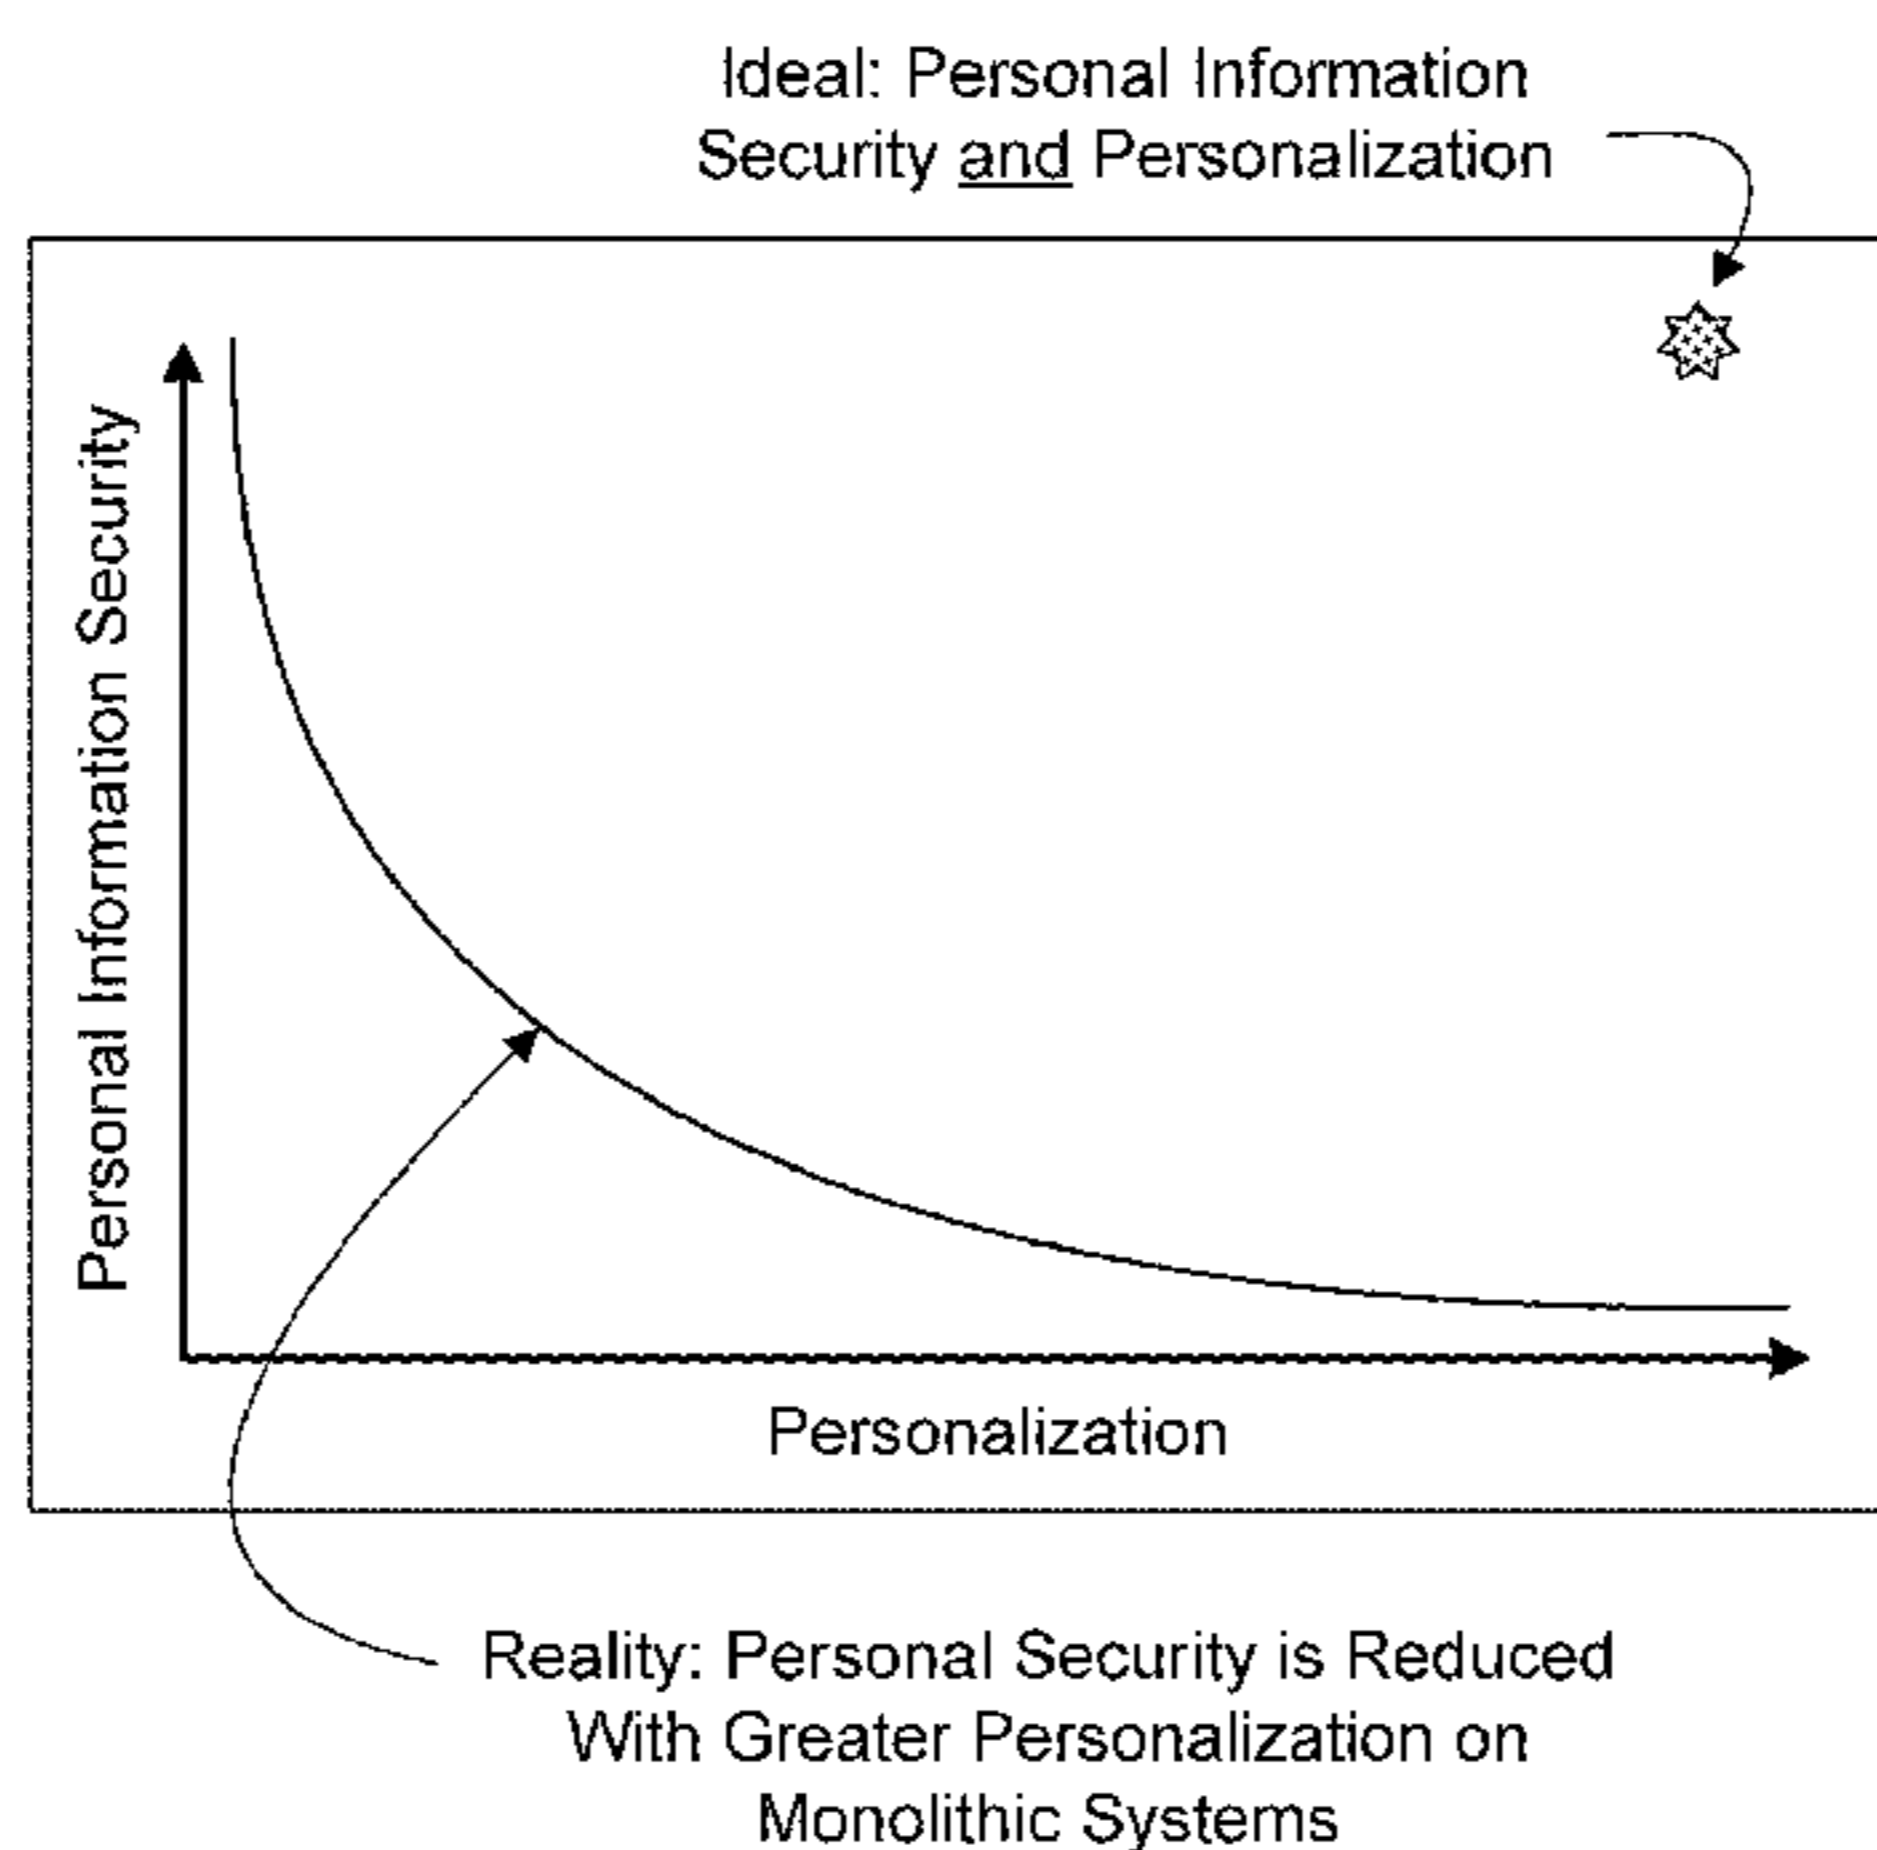 Ideal: Personal Information
Security and Personalization
Personal Information Security
Personalization
Reality: Personal Security is Reduced
With Greater Personalization on
Monolithic Systems